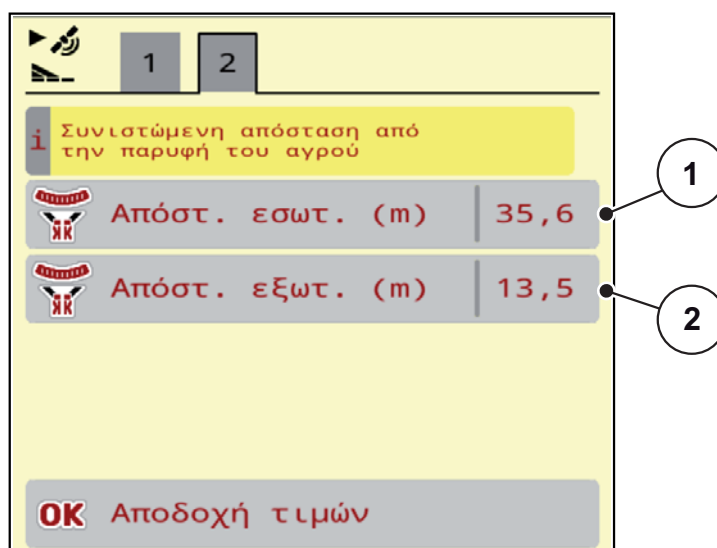 1 2
i Συνιστώμενη απόσταση από
την παρυφή του αγρού
Απόστ. εσωτ. (m) 35,6
1
Απόστ. εξωτ. (m) 13,5
2
OK Αποδοχή τιμών